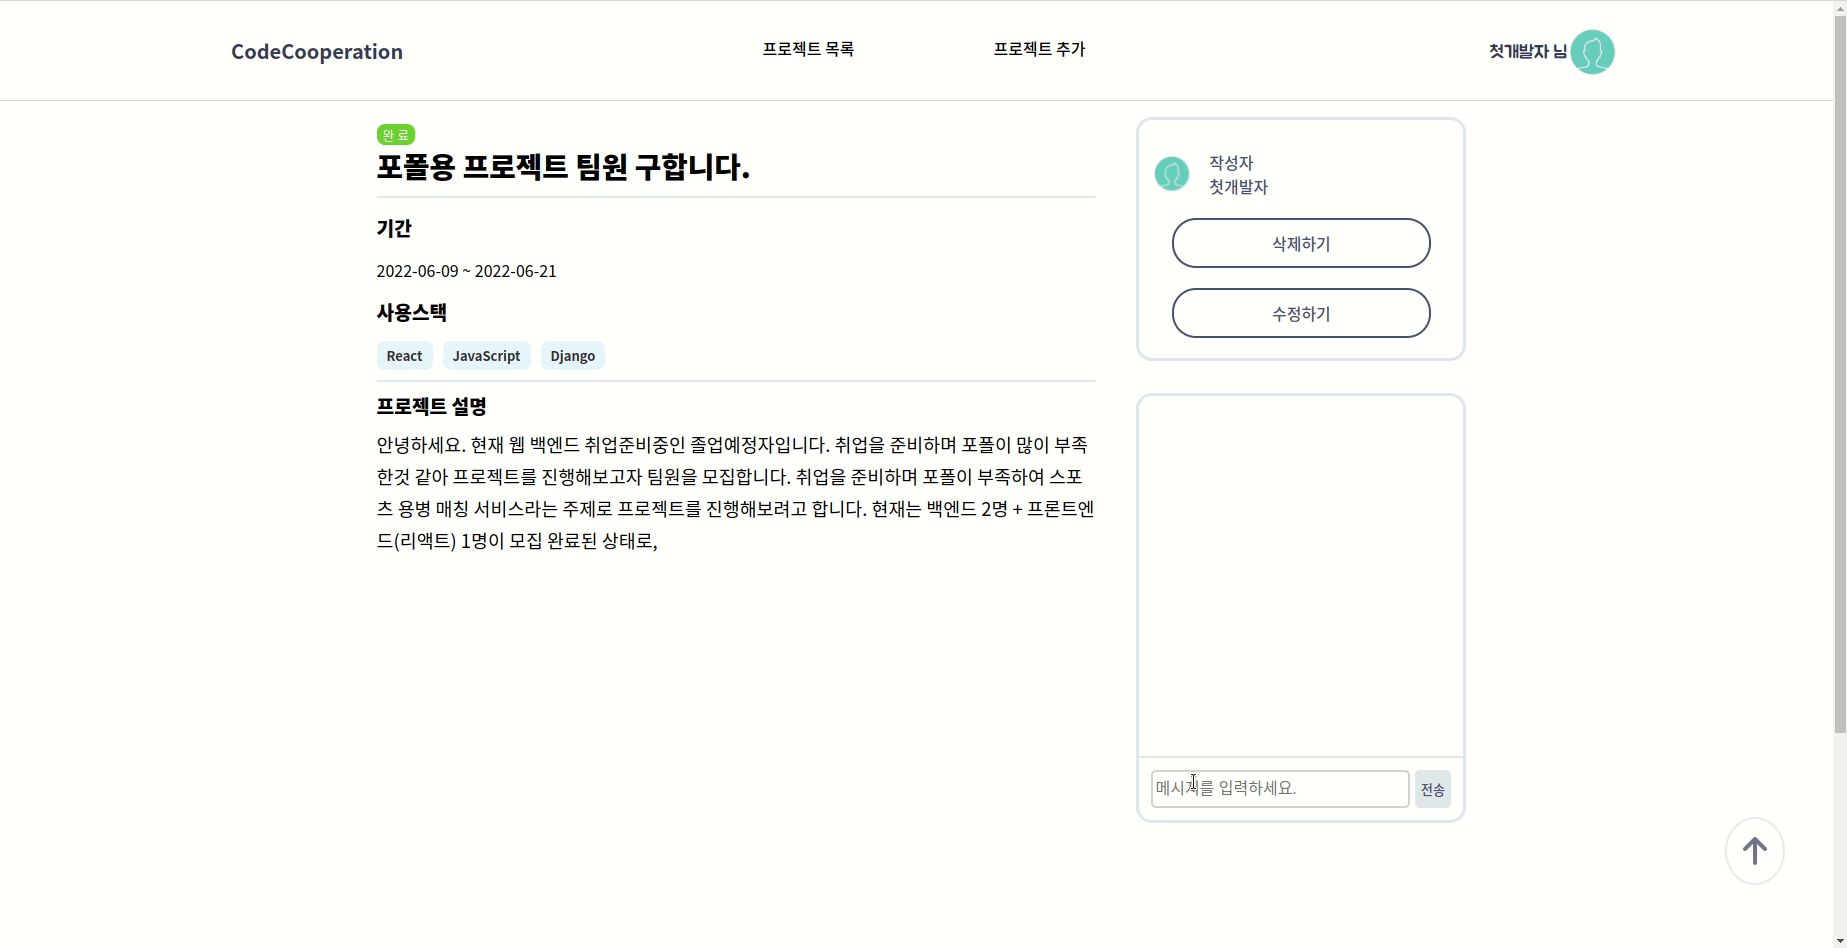 CodeCooperation
프로젝트 목록
프로젝트 추가
첫개발자 님
완 료
포폴용 프로젝트 팀원 구합니다.
기간
2022-06-09 ~ 2022-06-21
사용스택
React JavaScript Django
프로젝트 설명
안녕하세요. 현재 웹 백엔드 취업준비중인 졸업예정자입니다. 취업을 준비하며 포폴이 많이 부족
한것 같아 프로젝트를 진행해보고자 팀원을 모집합니다. 취업을 준비하며 포폴이 부족하여 스포
츠 용병 매칭 서비스라는 주제로 프로젝트를 진행해보려고 합니다. 현재는 백엔드 2명 + 프론트엔
드(리액트) 1명이 모집 완료된 상태로,
작성자
첫개발자
삭제하기
수정하기
메시지를 입력하세요.
전송